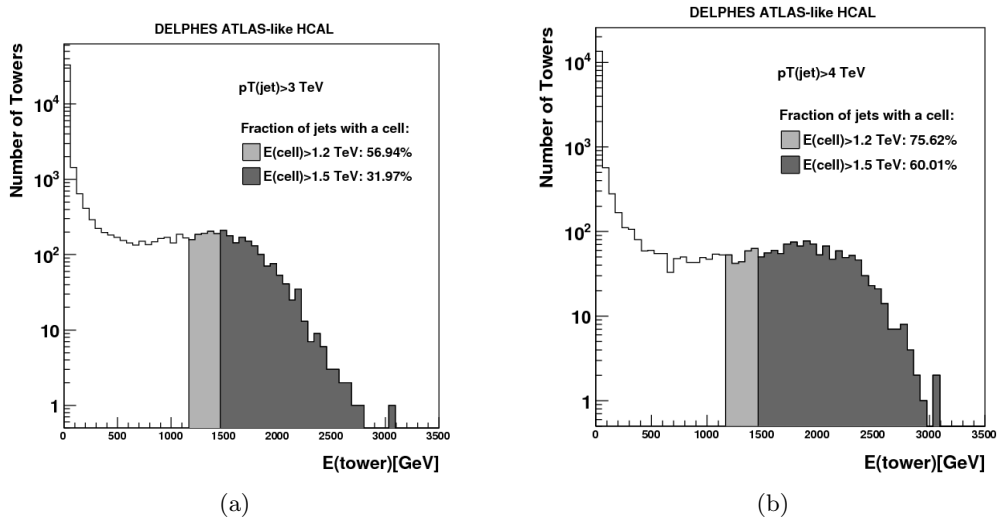 DELPHES ATLAS-like HCAL
Number of Towers
pT(jet)>3 TeV
Fraction of jets with a cell:
E(cell)>1.2 TeV: 56.94%
E(cell)>1.5 TeV: 31.97%
10^4
10^3
10^2
10
1
0 500 1000 1500 2000 2500 3000 3500
E(tower)[GeV]
(a)
DELPHES ATLAS-like HCAL
Number of Towers
pT(jet)>4 TeV
Fraction of jets with a cell:
E(cell)>1.2 TeV: 75.62%
E(cell)>1.5 TeV: 60.01%
10^4
10^3
10^2
10
1
0 500 1000 1500 2000 2500 3000 3500
E(tower)[GeV]
(b)